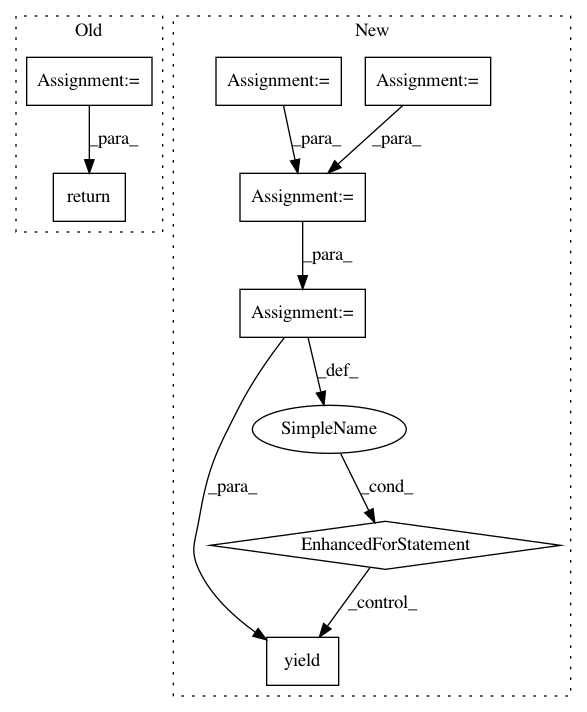 Old
New
Assignment:=
Assignment:=
Assignment:=
_para_
_para_
_para_
return
Assignment:=
_para_
Assignment:=
_def_
SimpleName
_para_
_cond_
EnhancedForStatement
_control_
yield